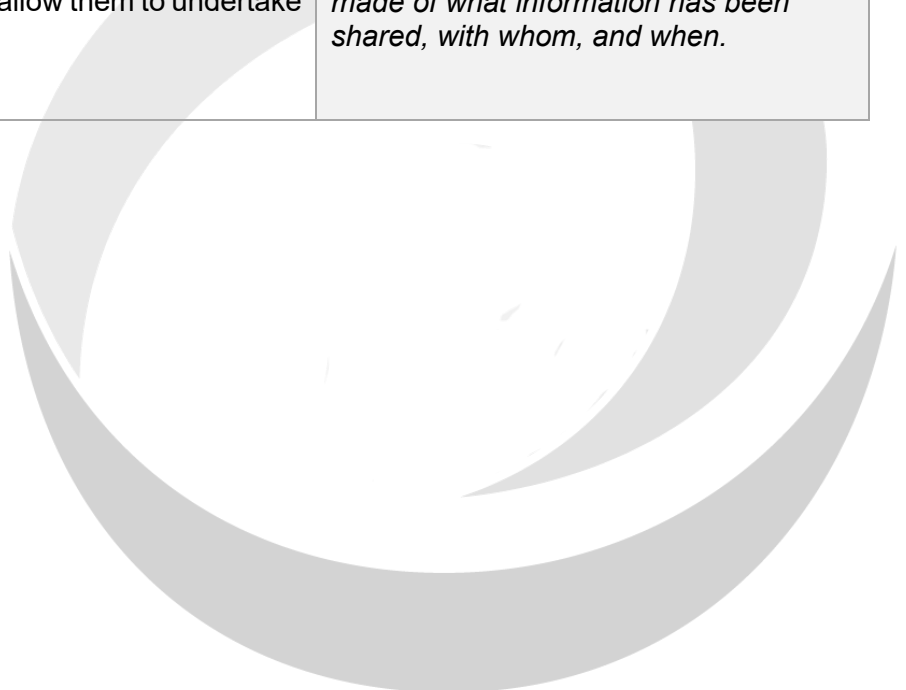 allow them to undertake
made of what information has been
shared, with whom, and when.